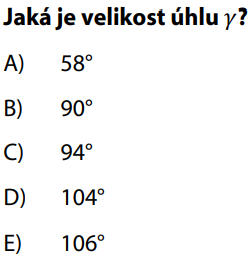 Jaká je velikost úhlu γ?
A) 58°
B) 90°
C) 94°
D) 104°
E) 106°